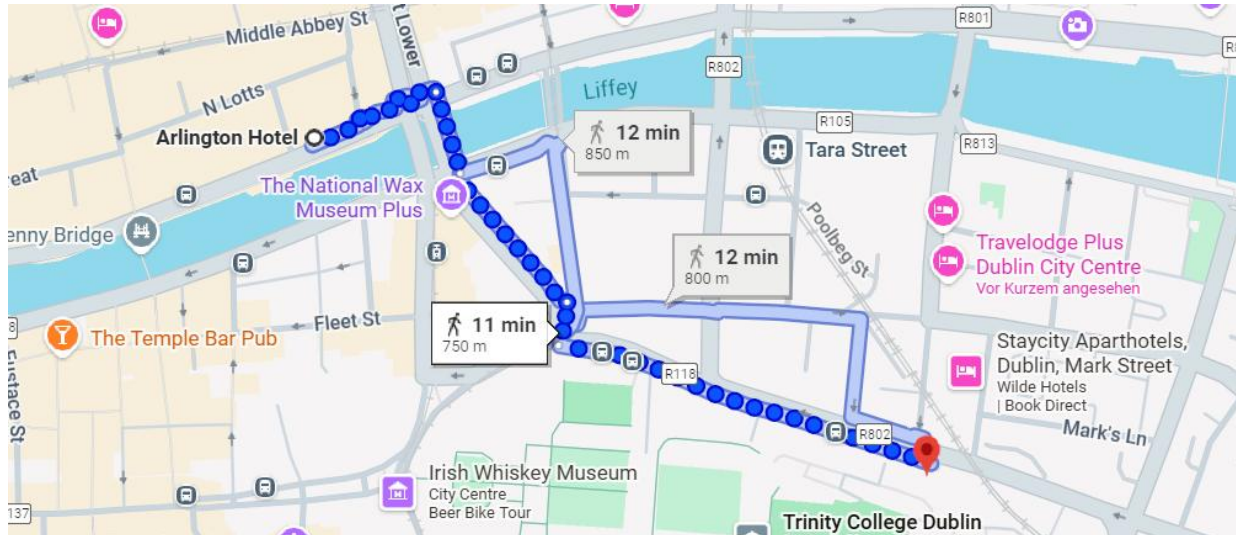 Middle Abbey St
t Lower
R801
R802
N Lotts
Liffey
Arlington Hotel
12 min
850 m
R105
Tara Street
R813
reat
The National Wax
Museum Plus
enny Bridge
Poolbeg St
12 min
800 m
Travelodge Plus
Dublin City Centre
Vor Kurzem angesehen
Fleet St
11 min
750 m
The Temple Bar Pub
Eustace St
R118
Staycity Aparthotels,
Dublin, Mark Street
Wilde Hotels
| Book Direct
R802
Mark's Ln
Irish Whiskey Museum
City Centre
Beer Bike Tour
137
Trinity College Dublin